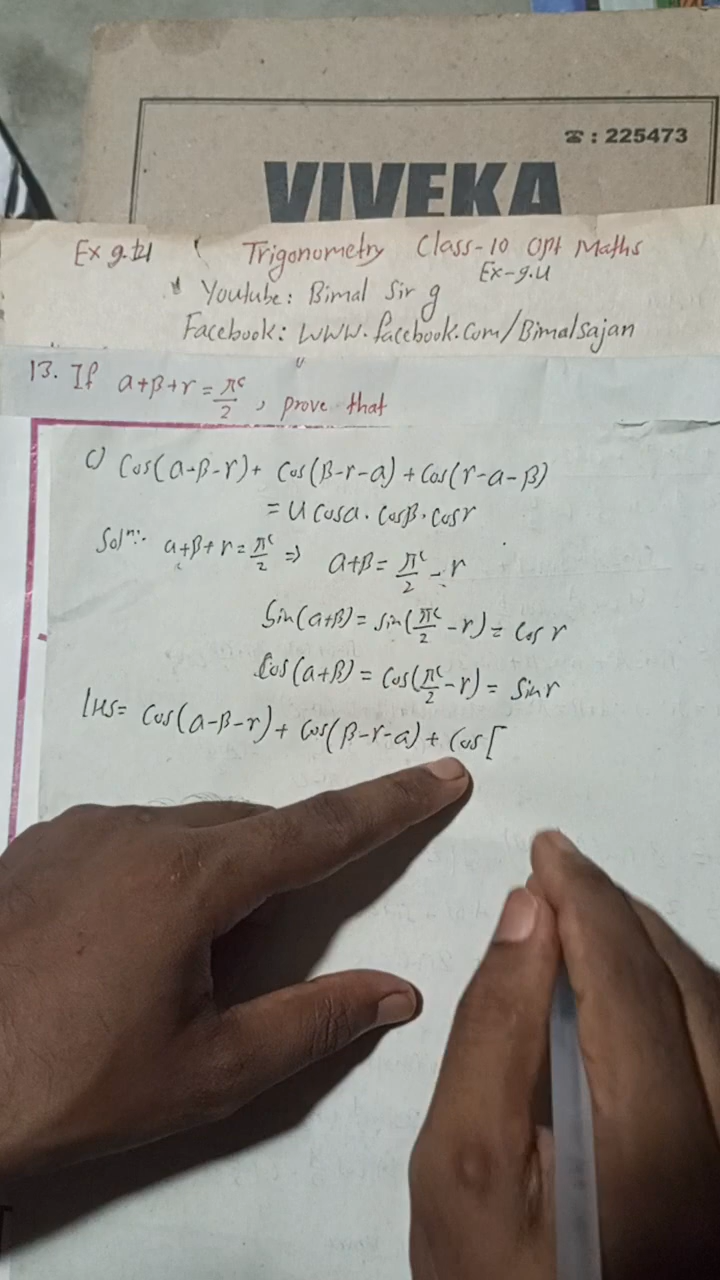 ☎ : 225473
VIVEKA
Ex 9.4 Trigonometry Class-10 Opt Maths
Ex-9.4
Youtube: Bimal Sir g
Facebook: WWW.facebook.com/Bimalsajan
13. If α+β+r = π^c/2 , prove that
c) Cos(α-β-r) + Cos(β-r-α) + Cos(r-α-β)
= 4 Cosα. Cosβ. Cosr
Solⁿ:- α+β+r = π^c/2 ⇒ α+β = π^c/2 - r
Sin(α+β) = Sin(π^c/2 - r) = Cos r
Cos(α+β) = Cos(π^c/2 - r) = Sinr
LHS = Cos(α-β-r) + Cos(β-r-α) + Cos[